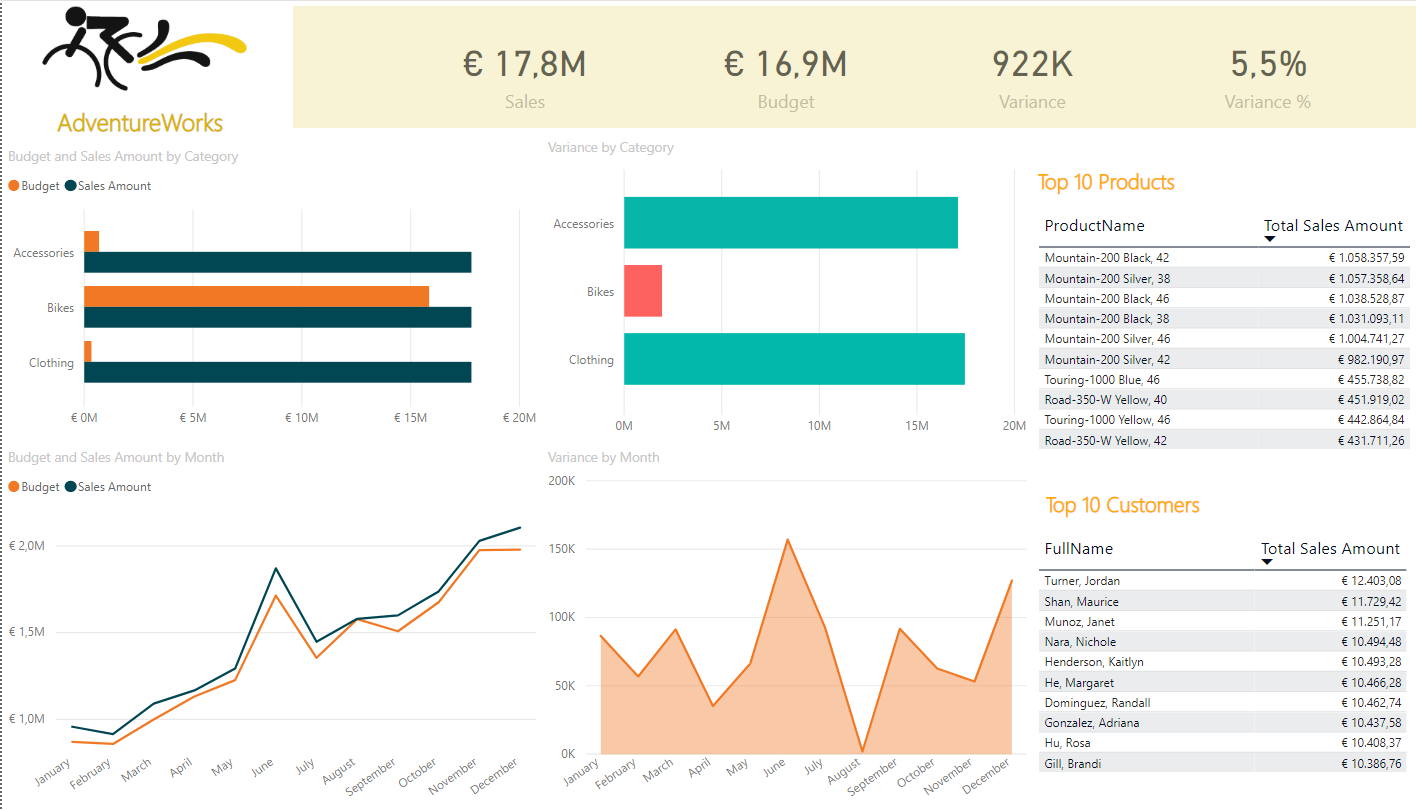 € 17,8M € 16,9M 922K 5,5%
Sales Budget Variance Variance %
AdventureWorks
Budget and Sales Amount by Category
Budget Sales Amount
Accessories
Bikes
Clothing
€ 0M € 5M € 10M € 15M € 20M
Variance by Category
Accessories
Bikes
Clothing
0M 5M 10M 15M 20M
Top 10 Products
ProductName Total Sales Amount
Mountain-200 Black, 42 € 1.058.357,59
Mountain-200 Silver, 38 € 1.057.358,64
Mountain-200 Black, 46 € 1.038.528,87
Mountain-200 Black, 38 € 1.031.093,11
Mountain-200 Silver, 46 € 1.004.741,27
Mountain-200 Silver, 42 € 982.190,97
Touring-1000 Blue, 46 € 455.738,82
Road-350-W Yellow, 40 € 451.919,02
Touring-1000 Yellow, 46 € 442.864,84
Road-350-W Yellow, 42 € 431.711,26
Budget and Sales Amount by Month
Budget Sales Amount
€ 2,0M
€ 1,5M
€ 1,0M
January February March April May June July August September October November December
Variance by Month
200K
150K
100K
50K
0K
January February March April May June July August September October November December
Top 10 Customers
FullName Total Sales Amount
Turner, Jordan € 12.403,08
Shan, Maurice € 11.729,42
Munoz, Janet € 11.251,17
Nara, Nichole € 10.494,48
Henderson, Kaitlyn € 10.493,28
He, Margaret € 10.466,28
Dominguez, Randall € 10.462,74
Gonzalez, Adriana € 10.437,58
Hu, Rosa € 10.408,37
Gill, Brandi € 10.386,76